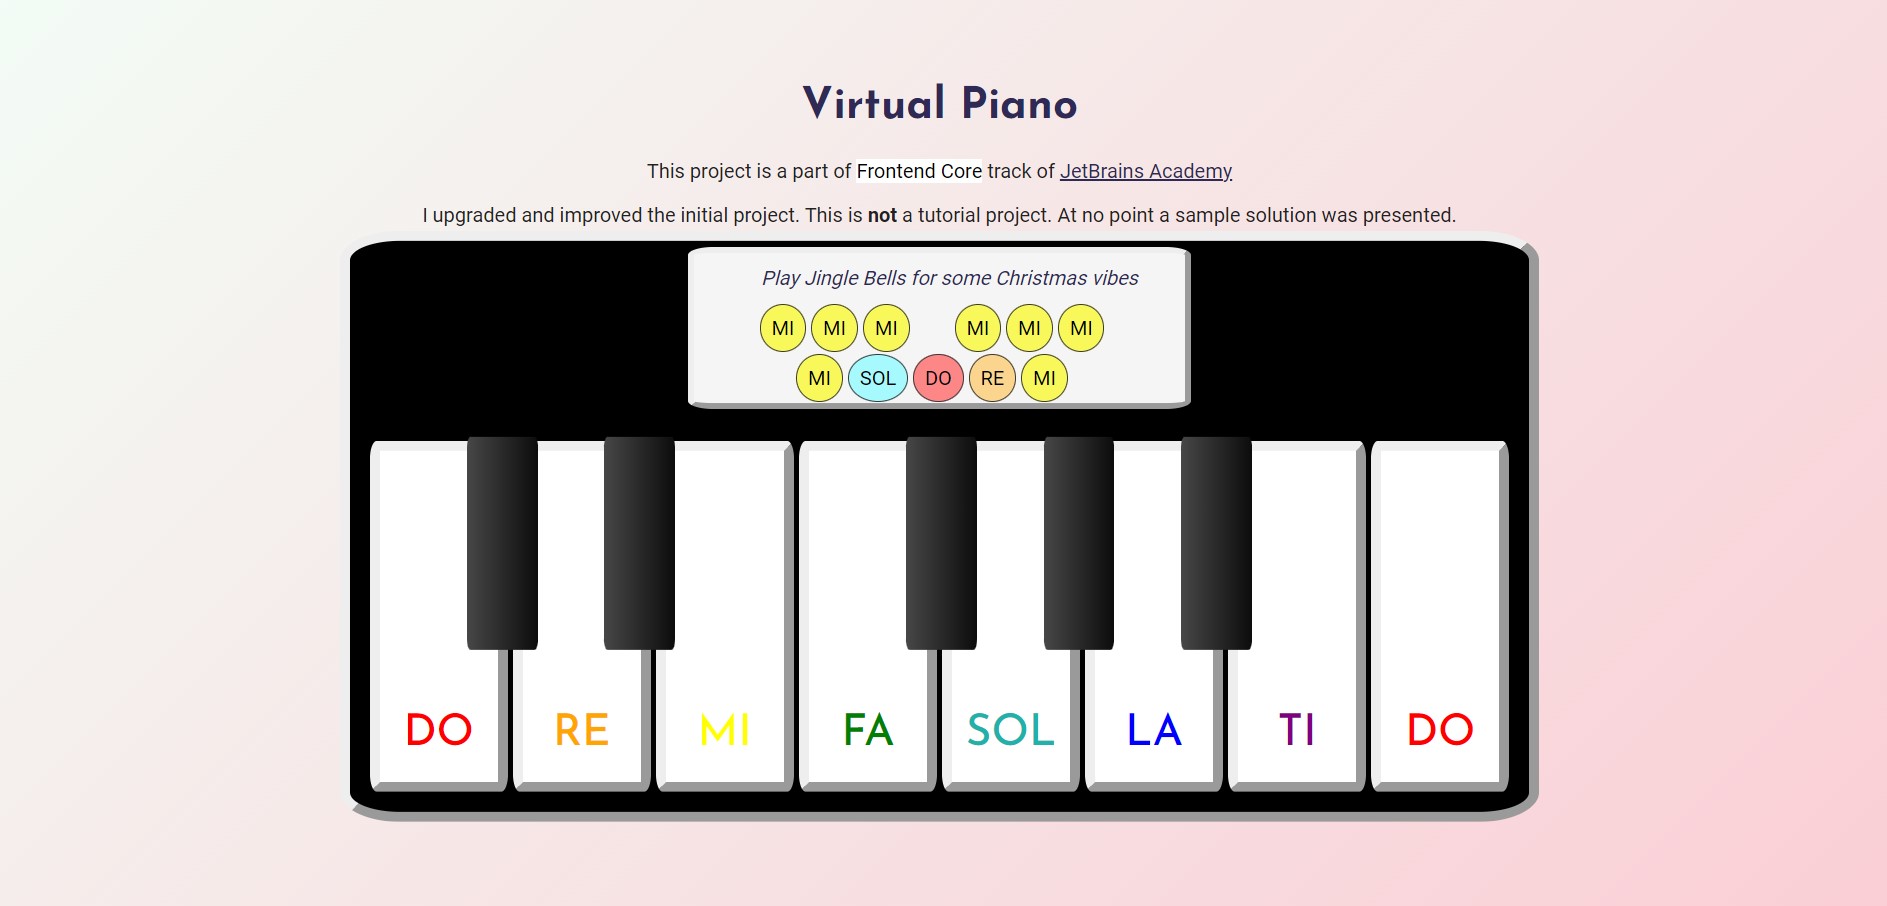 Virtual Piano
This project is a part of Frontend Core track of JetBrains Academy
I upgraded and improved the initial project. This is not a tutorial project. At no point a sample solution was presented.
Play Jingle Bells for some Christmas vibes
MI MI MI MI MI MI
MI SOL DO RE MI
DO RE MI FA SOL LA TI DO